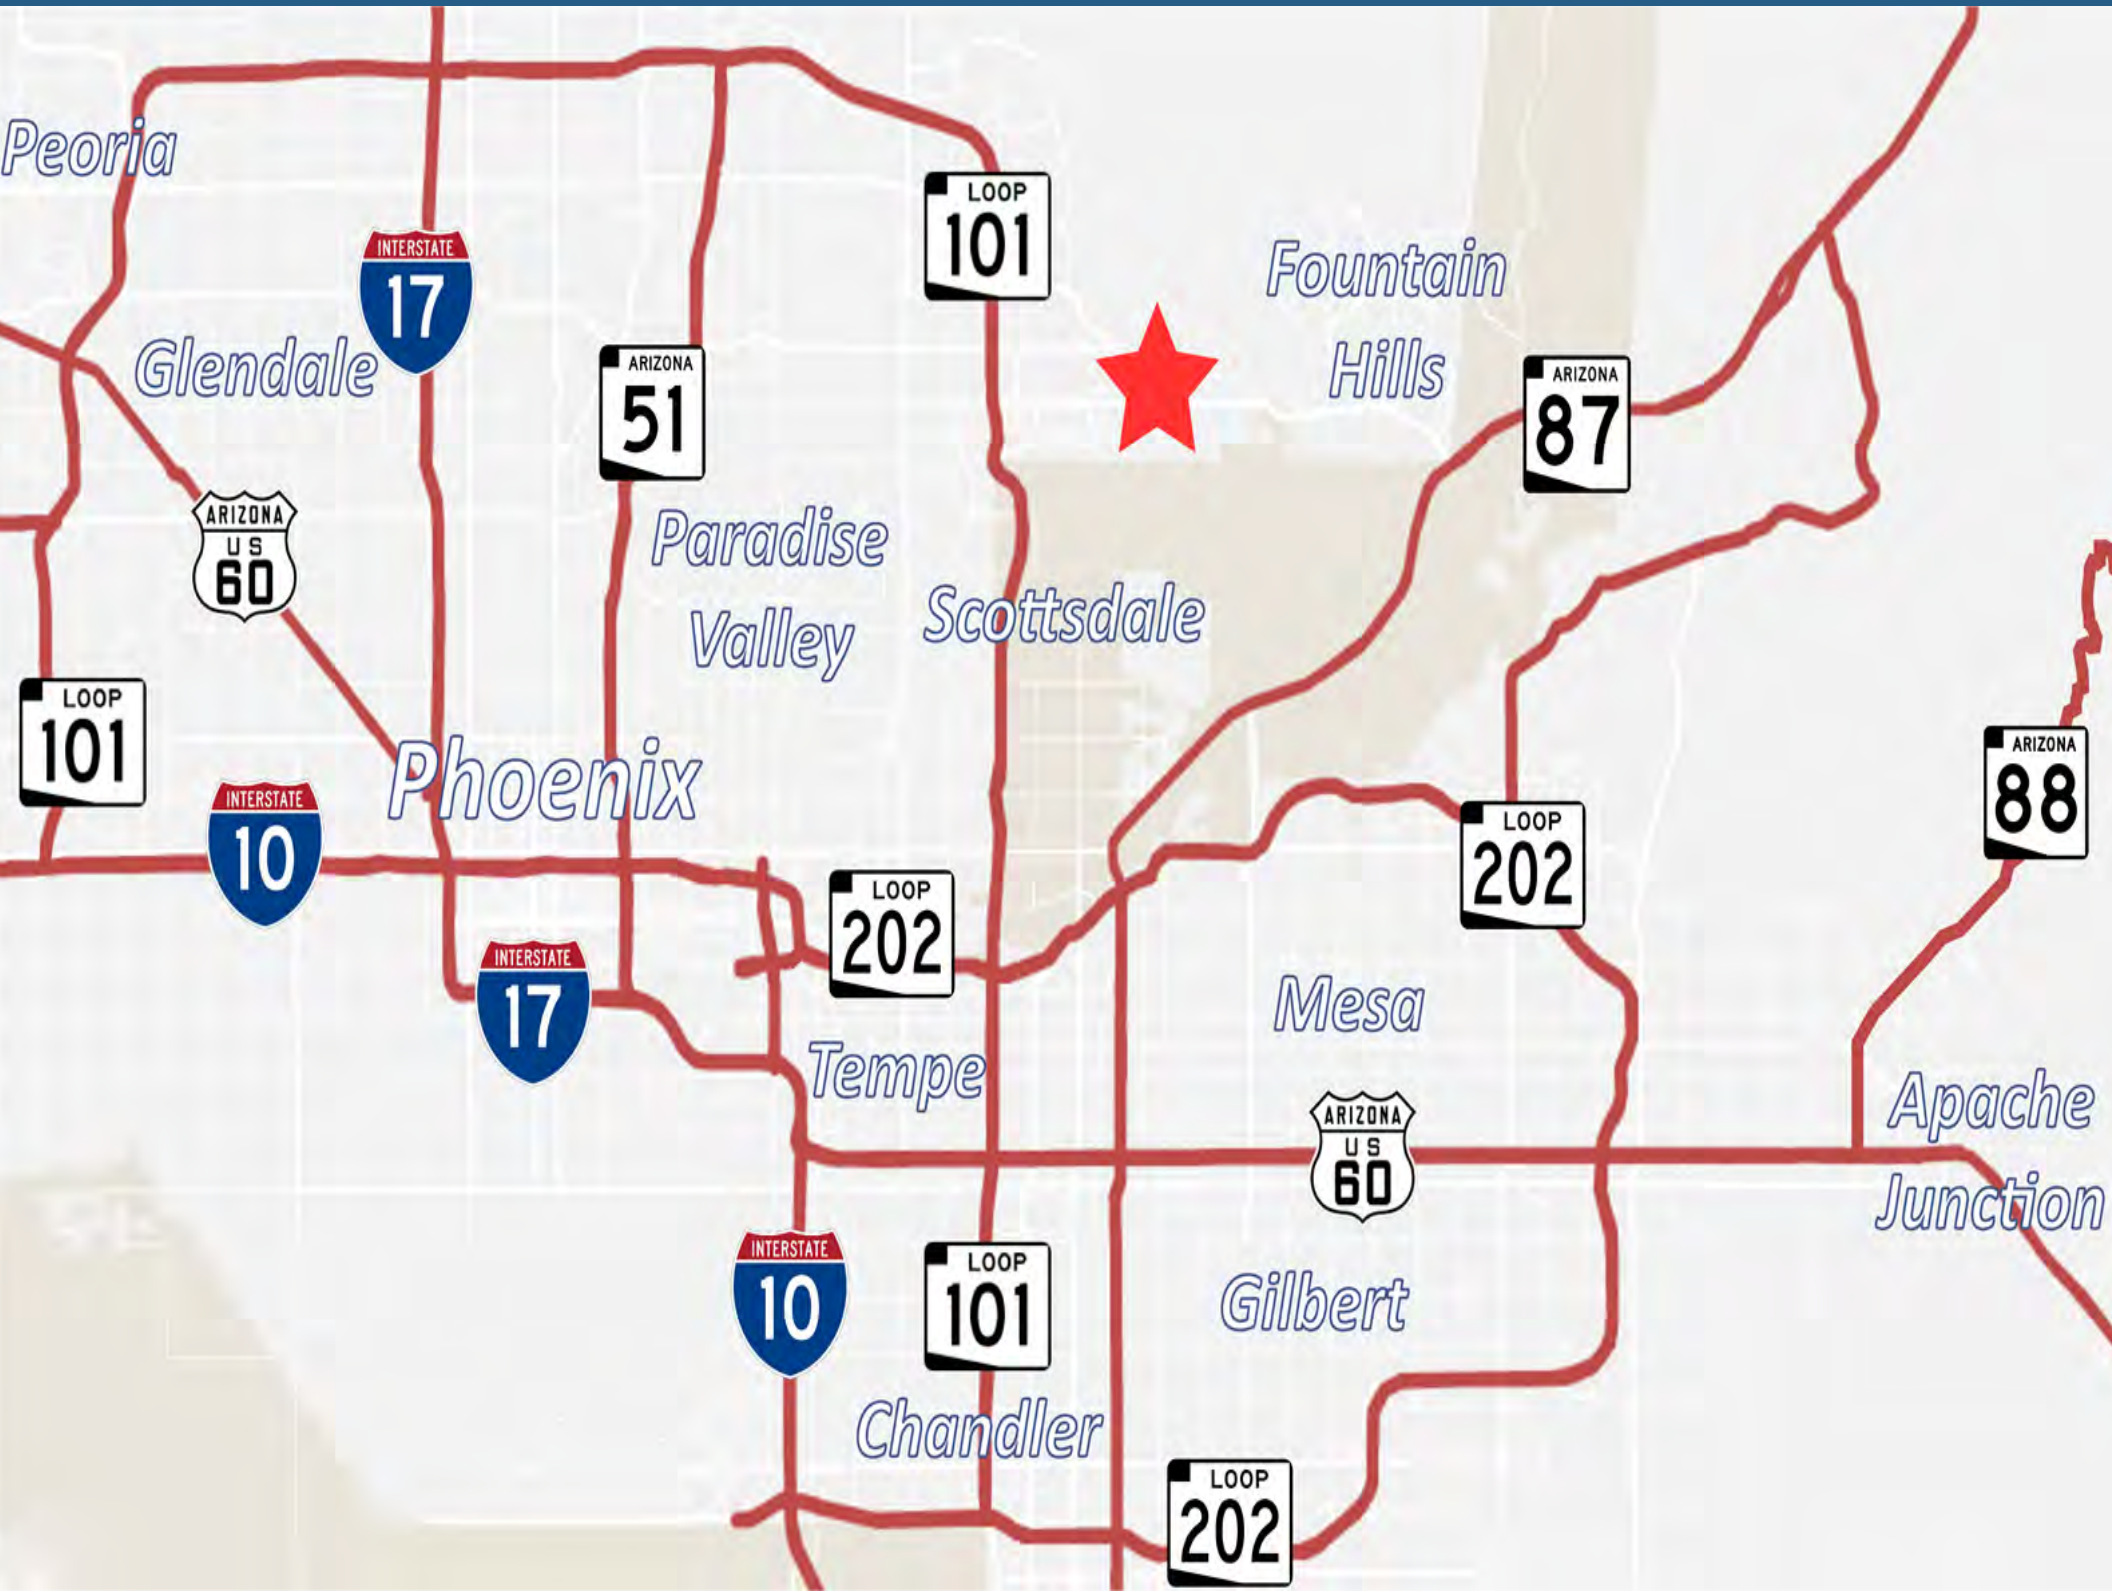 Peoria
LOOP
101
INTERSTATE
17
Fountain
Hills
Glendale
ARIZONA
51
ARIZONA
87
ARIZONA
US
60
Paradise
Valley
Scottsdale
LOOP
101
Phoenix
ARIZONA
88
INTERSTATE
10
LOOP
202
LOOP
202
INTERSTATE
17
Mesa
Tempe
Apache
Junction
ARIZONA
US
60
INTERSTATE
10
LOOP
101
Gilbert
Chandler
LOOP
202